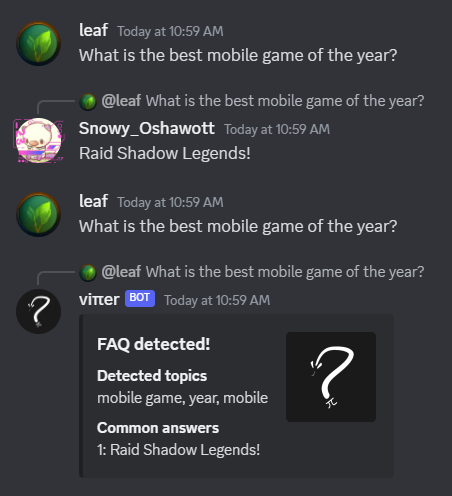 leaf Today at 10:59 AM
What is the best mobile game of the year?
@leaf What is the best mobile game of the year?
Snowy_Oshawott Today at 10:59 AM
Raid Shadow Legends!
leaf Today at 10:59 AM
What is the best mobile game of the year?
@leaf What is the best mobile game of the year?
viπer BOT Today at 10:59 AM
FAQ detected!
Detected topics
mobile game, year, mobile
Common answers
1: Raid Shadow Legends!